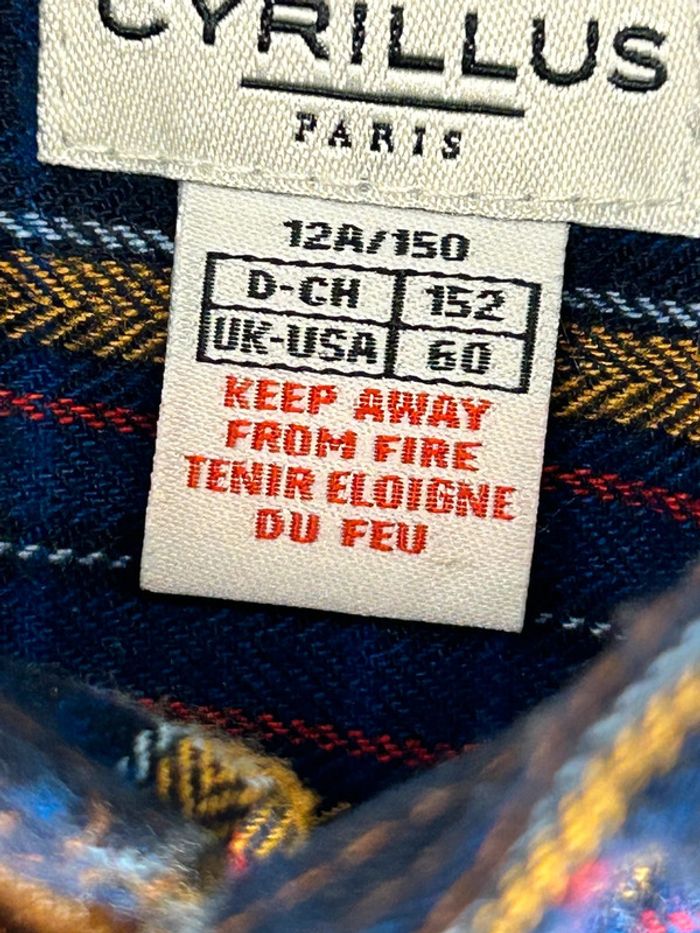 CYRILLUS
PARIS
12A/150
D-CH 152
UK-USA 60
KEEP AWAY
FROM FIRE
TENIR ELOIGNE
DU FEU